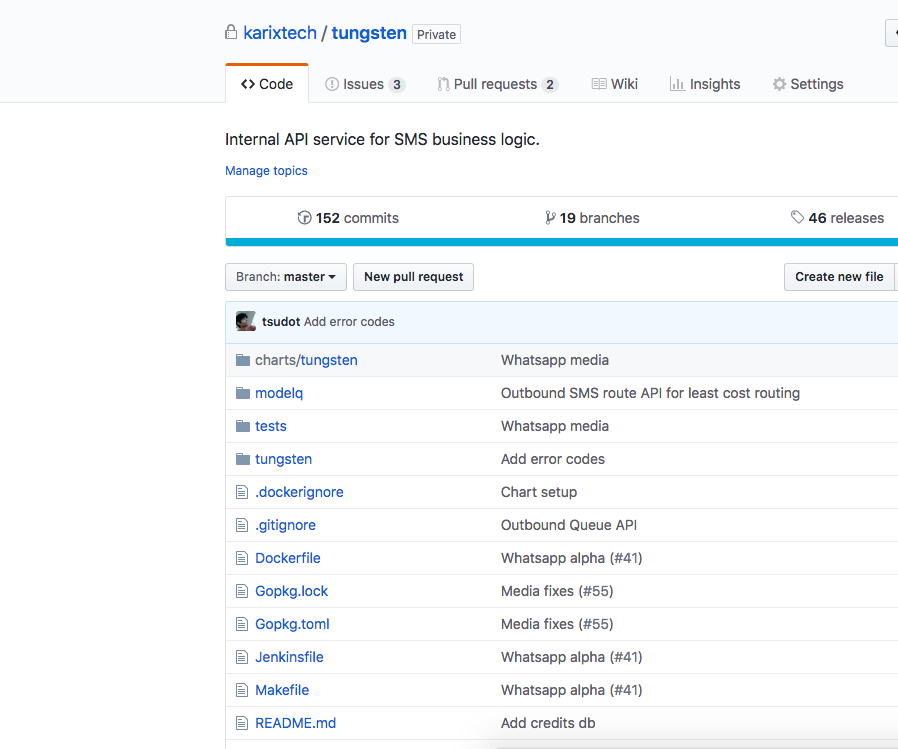 karixtech / tungsten Private
Code Issues 3 Pull requests 2 Wiki Insights Settings
Internal API service for SMS business logic.
Manage topics
152 commits 19 branches 46 releases
Branch: master New pull request Create new file
tsudot Add error codes
charts/tungsten Whatsapp media
modelq Outbound SMS route API for least cost routing
tests Whatsapp media
tungsten Add error codes
.dockerignore Chart setup
.gitignore Outbound Queue API
Dockerfile Whatsapp alpha (#41)
Gopkg.lock Media fixes (#55)
Gopkg.toml Media fixes (#55)
Jenkinsfile Whatsapp alpha (#41)
Makefile Whatsapp alpha (#41)
README.md Add credits db